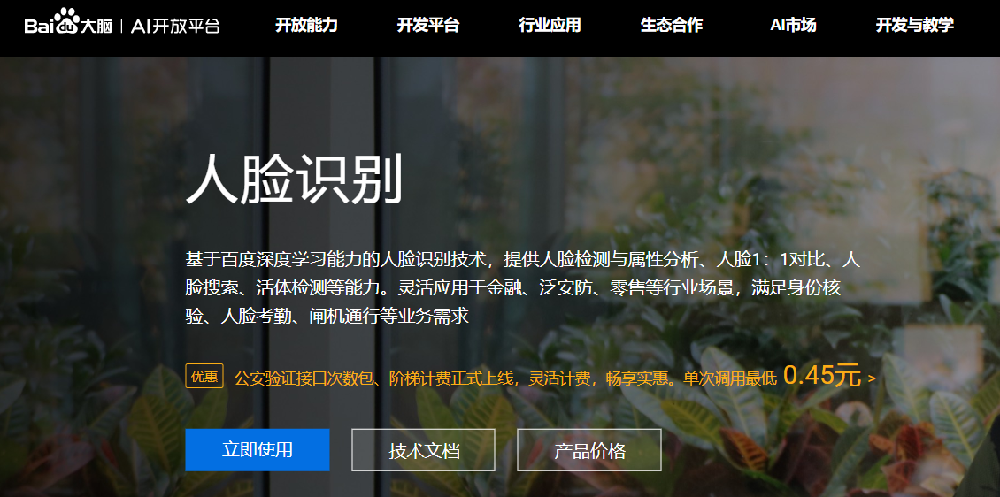 Bai du 大脑 | AI开放平台 开放能力 开发平台 行业应用 生态合作 AI市场 开发与教学
人脸识别
基于百度深度学习能力的人脸识别技术，提供人脸检测与属性分析、人脸1：1对比、人
脸搜索、活体检测等能力。灵活应用于金融、泛安防、零售等行业场景，满足身份核
验、人脸考勤、闸机通行等业务需求
优惠 公安验证接口次数包、阶梯计费正式上线，灵活计费，畅享实惠。单次调用最低 0.45元 >
立即使用 技术文档 产品价格